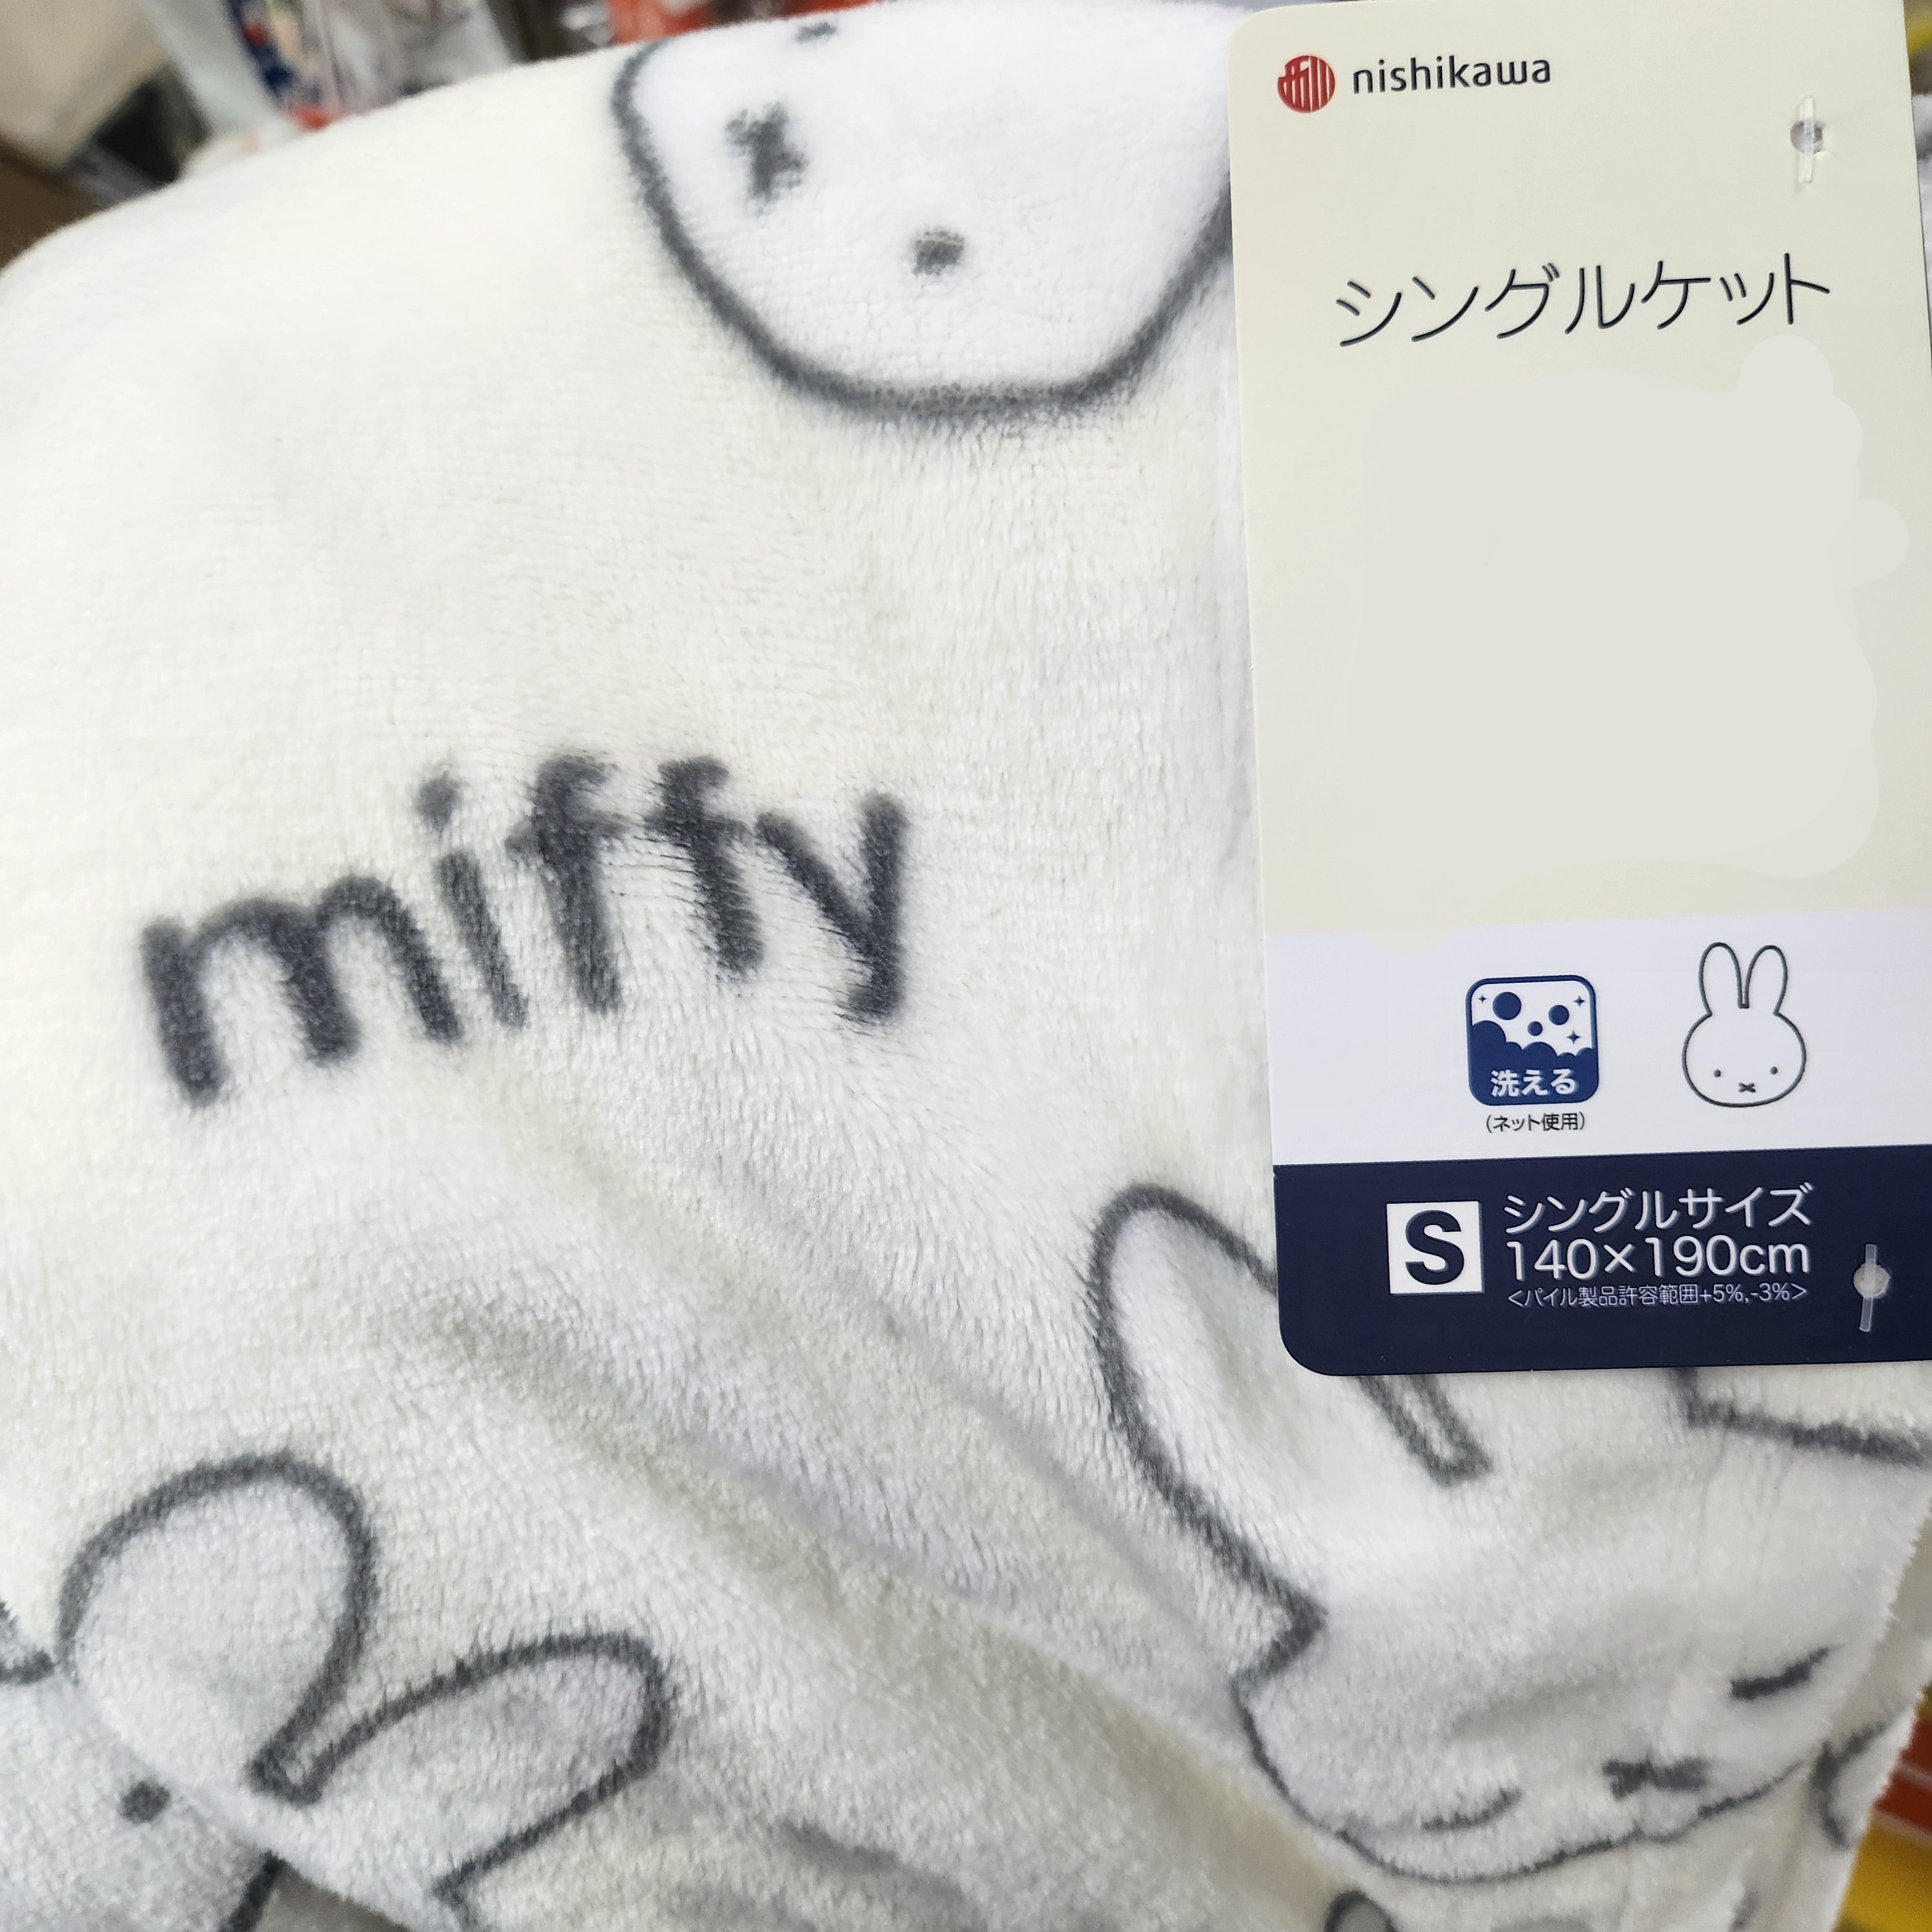 nishikawa
シングルケット
miffy
洗える
(ネット使用)
S
シングルサイズ
140×190cm
<パイル製品許容範囲+5%,-3%>